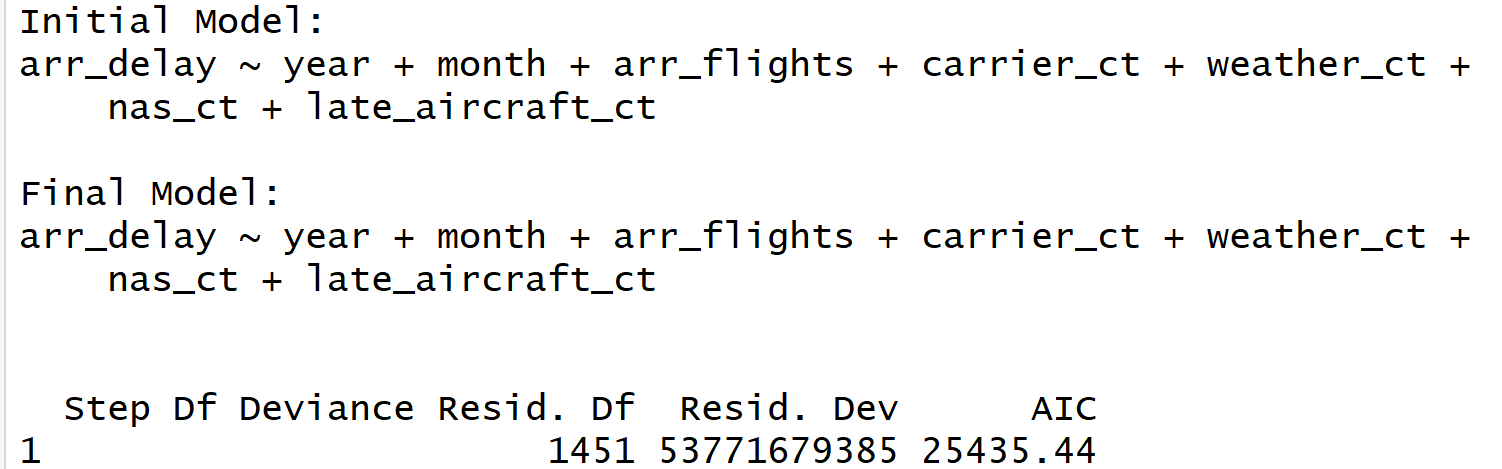 Initial Model:
arr_delay ~ year + month + arr_flights + carrier_ct + weather_ct +
    nas_ct + late_aircraft_ct

Final Model:
arr_delay ~ year + month + arr_flights + carrier_ct + weather_ct +
    nas_ct + late_aircraft_ct


  Step Df Deviance Resid. Df  Resid. Dev      AIC
1                       1451 53771679385 25435.44